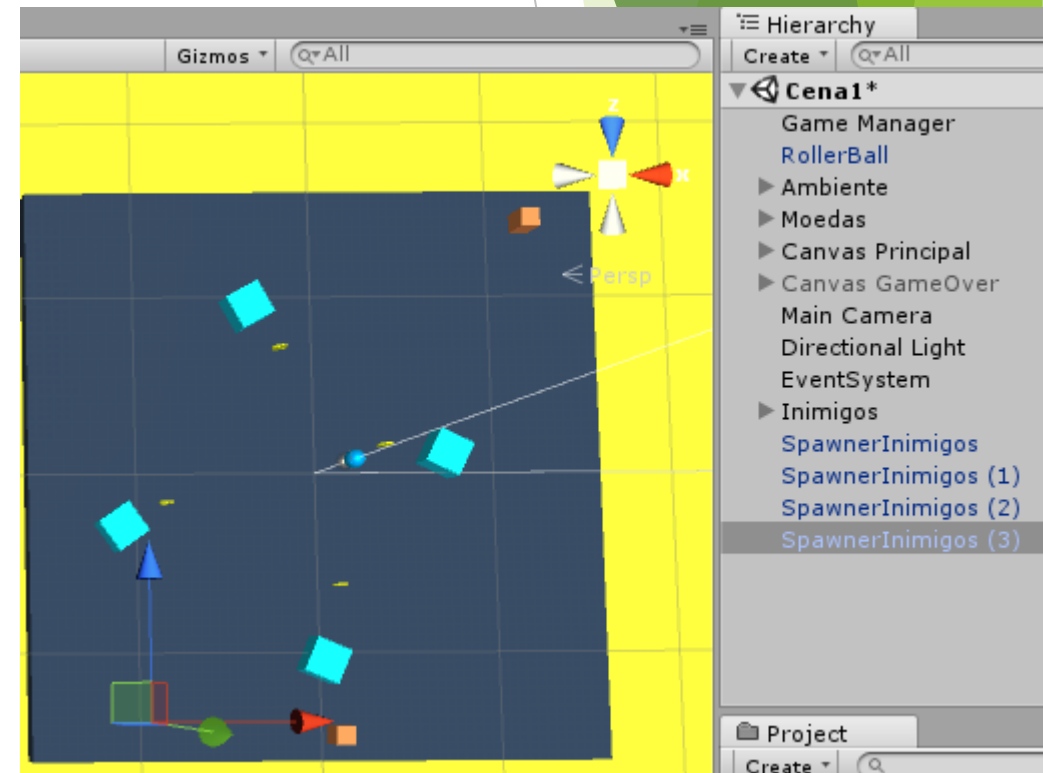 Gizmos
All
z
x
Persp
Hierarchy
Create
All
Cena1*
Game Manager
RollerBall
Ambiente
Moedas
Canvas Principal
Canvas GameOver
Main Camera
Directional Light
EventSystem
Inimigos
SpawnerInimigos
SpawnerInimigos (1)
SpawnerInimigos (2)
SpawnerInimigos (3)
Project
Create